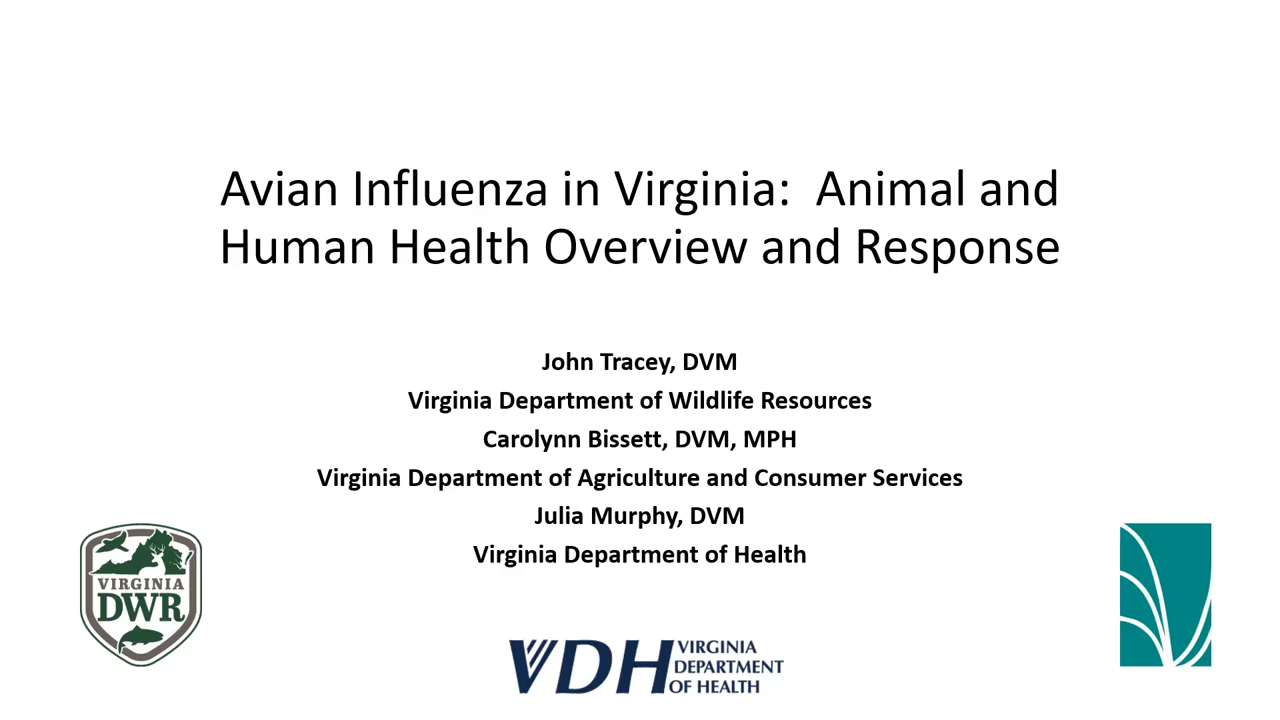 Avian Influenza in Virginia:  Animal and
Human Health Overview and Response
John Tracey, DVM
Virginia Department of Wildlife Resources
Carolynn Bissett, DVM, MPH
Virginia Department of Agriculture and Consumer Services
Julia Murphy, DVM
Virginia Department of Health
VIRGINIA
DWR
VDH
VIRGINIA
DEPARTMENT
OF HEALTH